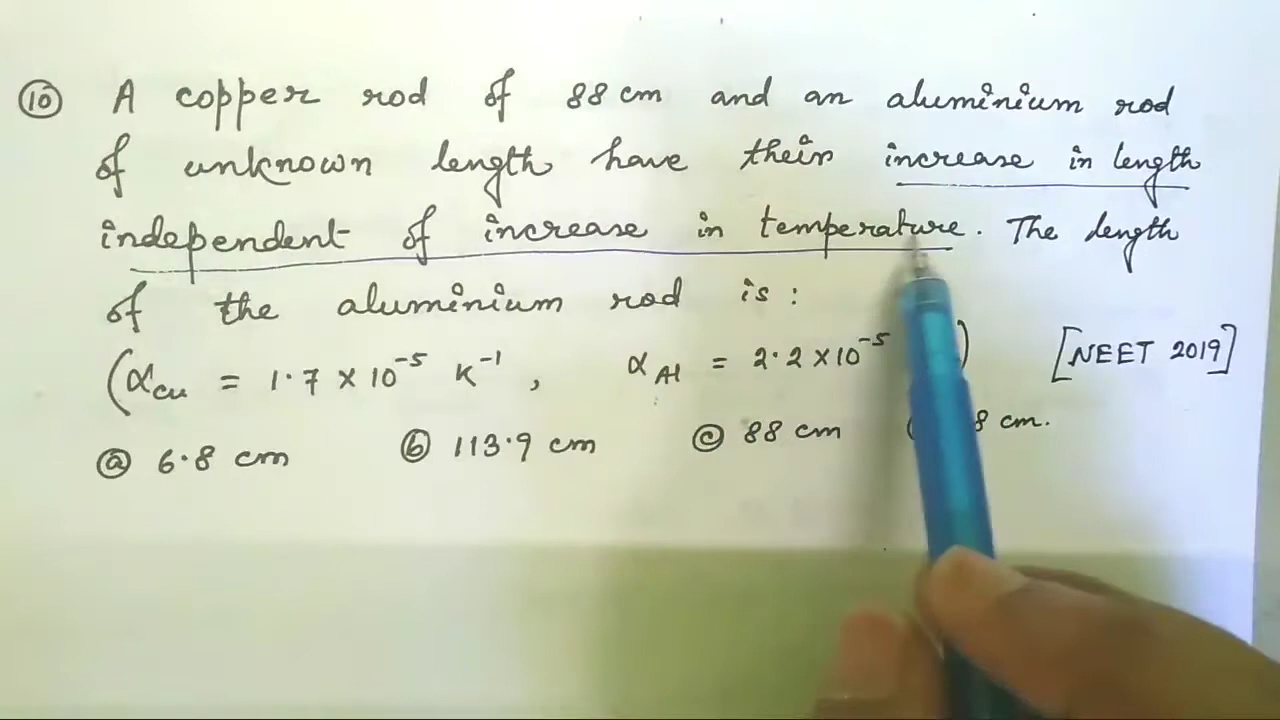 10 A copper rod of 88 cm and an aluminium rod
of unknown length have their increase in length
independent of increase in temperature. The length
of the aluminium rod is :
(αCu = 1.7 × 10⁻⁵ K⁻¹ , αAl = 2.2 × 10⁻⁵ ) [NEET 2019]
ⓐ 6.8 cm ⓑ 113.9 cm ⓒ 88 cm 8 cm.